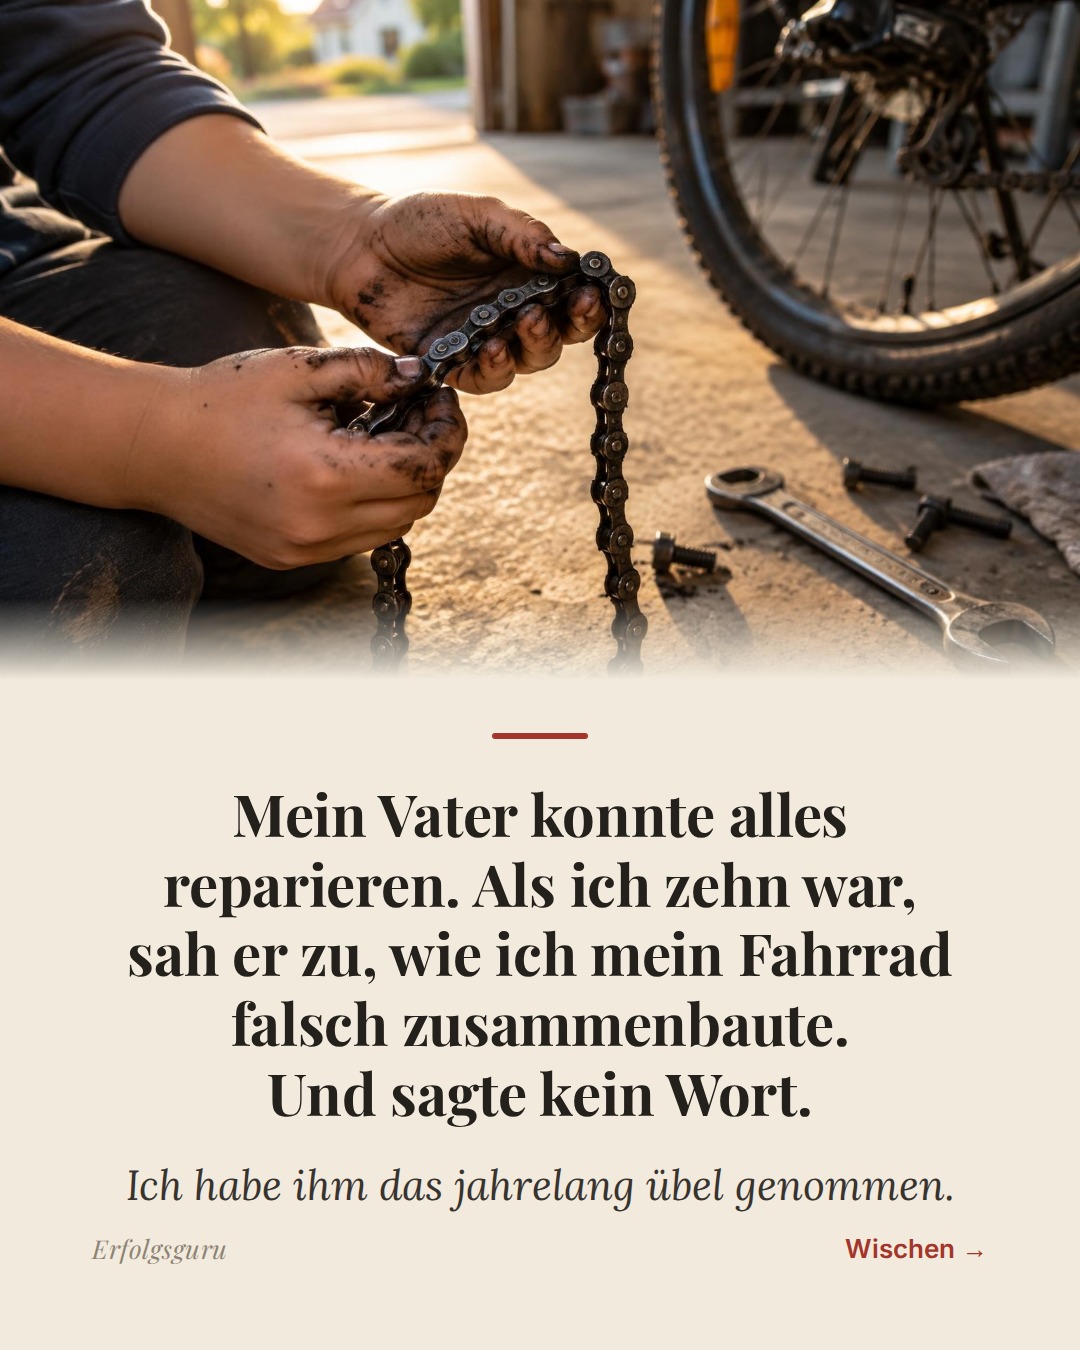 Mein Vater konnte alles
reparieren. Als ich zehn war,
sah er zu, wie ich mein Fahrrad
falsch zusammenbaute.
Und sagte kein Wort.
Ich habe ihm das jahrelang übel genommen.
Erfolgsguru
Wischen →